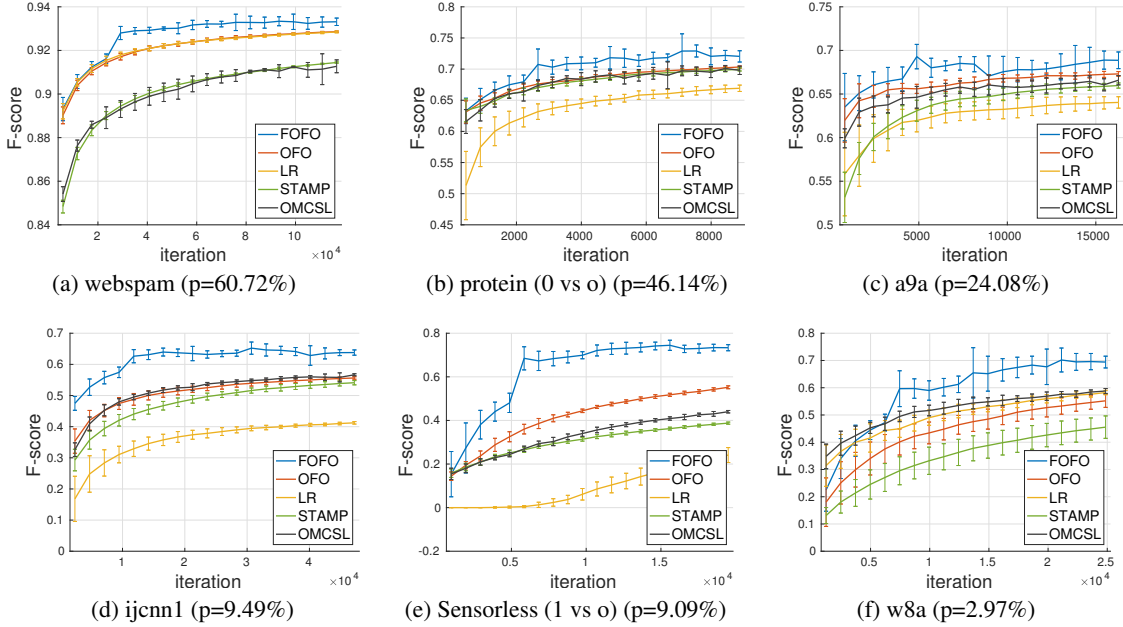 0.94
0.92
0.9
0.88
0.86
0.84
F-score
FOFO
OFO
LR
STAMP
OMCSL
2 4 6 8 10
×10^4
iteration
(a) webspam (p=60.72%)
0.8
0.75
0.7
0.65
0.6
0.55
0.5
0.45
F-score
FOFO
OFO
LR
STAMP
OMCSL
2000 4000 6000 8000
iteration
(b) protein (0 vs o) (p=46.14%)
0.75
0.7
0.65
0.6
0.55
0.5
F-score
FOFO
OFO
LR
STAMP
OMCSL
5000 10000 15000
iteration
(c) a9a (p=24.08%)
0.7
0.6
0.5
0.4
0.3
0.2
0.1
0
F-score
FOFO
OFO
LR
STAMP
OMCSL
1 2 3 4
×10^4
iteration
(d) ijcnn1 (p=9.49%)
0.8
0.6
0.4
0.2
0
-0.2
F-score
FOFO
OFO
LR
STAMP
OMCSL
0.5 1 1.5
×10^4
iteration
(e) Sensorless (1 vs o) (p=9.09%)
0.8
0.7
0.6
0.5
0.4
0.3
0.2
0.1
0
F-score
FOFO
OFO
LR
STAMP
OMCSL
0.5 1 1.5 2 2.5
×10^4
iteration
(f) w8a (p=2.97%)